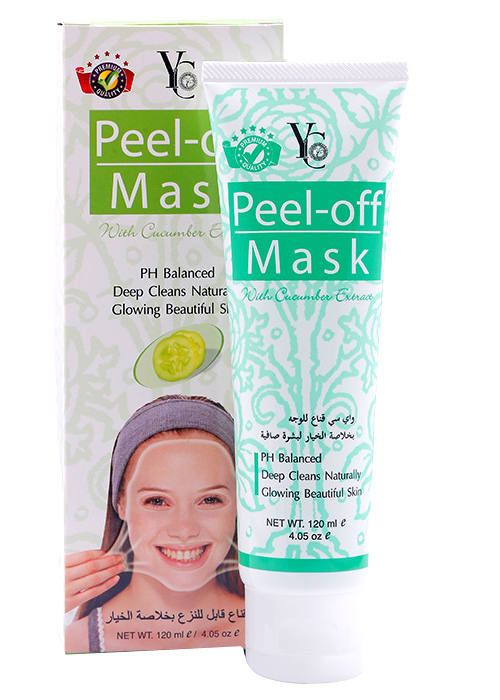 PREMIUM
QUALITY
YC
Peel-o
Mas
With Cucumber E
PH Balanced
Deep Cleans Natura
Glowing Beautiful S
قناع قابل للنزع بخلاصة الخيار
NET WT. 120 ml e / 4.05 oz e
PREMIUM
QUALITY
YC
Peel-off
Mask
With Cucumber Extract
واي سي قناع للوجه
بخلاصة الخيار لبشرة صافية
PH Balanced
Deep Cleans Naturally
Glowing Beautiful Skin
NET WT. 120 ml e
4.05 oz e